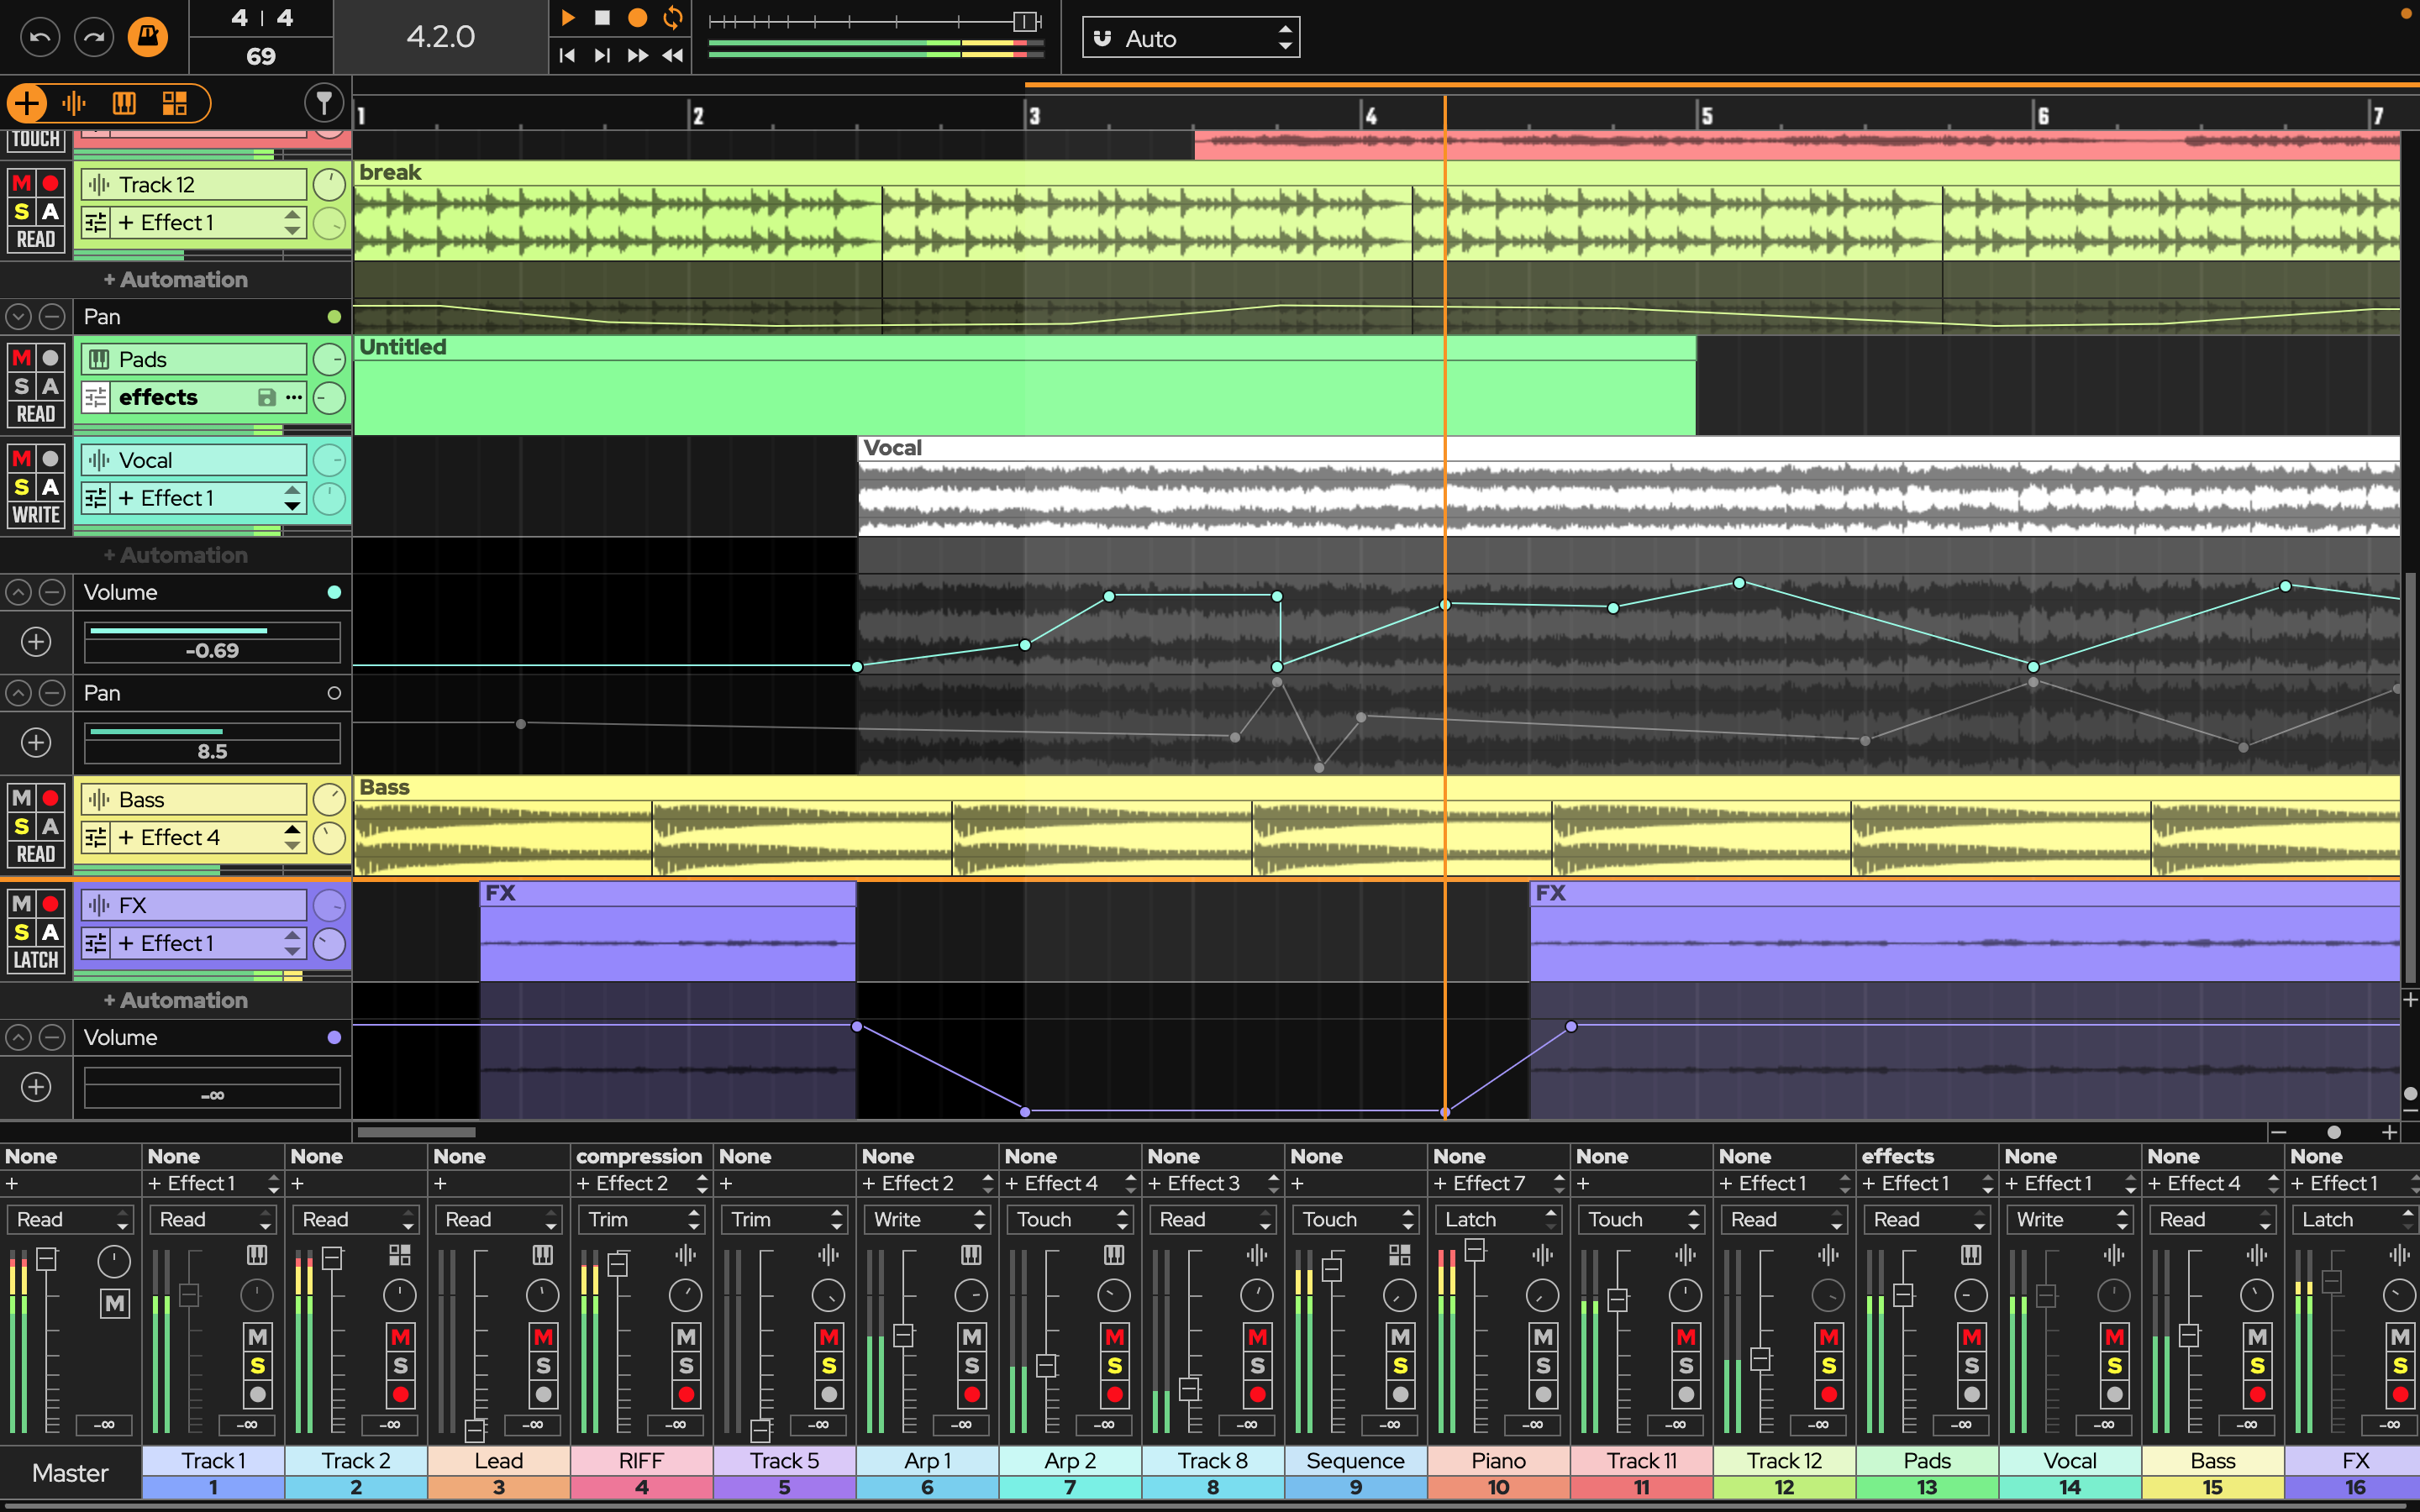 4 | 4
69
4.2.0
Auto
1 2 3 4 5 6 7
TOUCH
M
S A
READ
Track 12
+ Effect 1
break
+ Automation
Pan
M
S A
READ
Pads
effects
Untitled
M
S A
WRITE
Vocal
+ Effect 1
Vocal
+ Automation
Volume
-0.69
Pan
8.5
M
S A
READ
Bass
+ Effect 4
Bass
M
S A
LATCH
FX
+ Effect 1
FX
FX
+ Automation
Volume
-∞
None None None None compression None None None None None None None None effects None None None
+ + Effect 1 + + + Effect 2 + + Effect 2 + Effect 4 + Effect 3 + + Effect 7 + + Effect 1 + Effect 1 + Effect 1 + Effect 4 + Effect 1
Read Read Read Read Trim Trim Write Touch Read Touch Latch Touch Read Read Write Read Latch
M
M M M M M M M M M M M M M M M M
S S S S S S S S S S S S S S S S
-∞ -∞ -∞ -∞ -∞ -∞ -∞ -∞ -∞ -∞ -∞ -∞ -∞ -∞ -∞ -∞ -∞
Master
Track 1 Track 2 Lead RIFF Track 5 Arp 1 Arp 2 Track 8 Sequence Piano Track 11 Track 12 Pads Vocal Bass FX
1 2 3 4 5 6 7 8 9 10 11 12 13 14 15 16